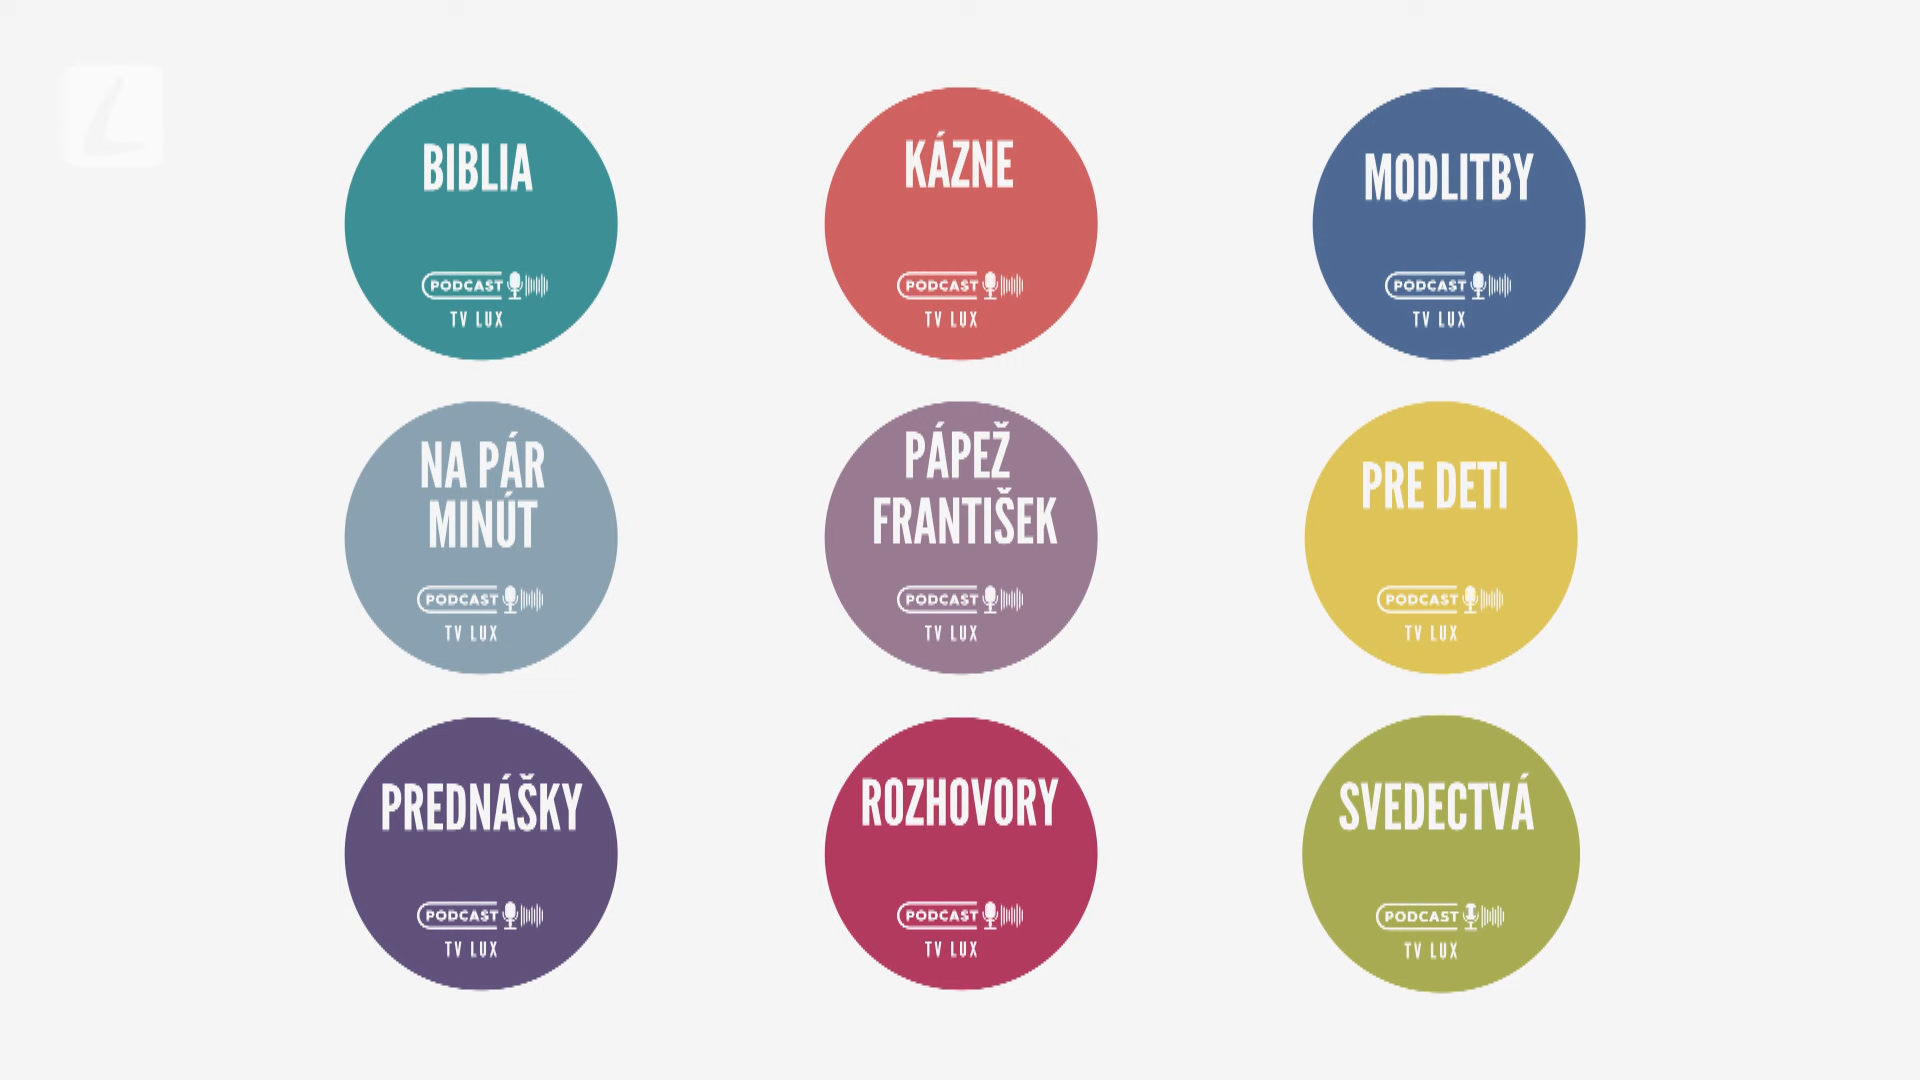 BIBLIA
PODCAST
TV LUX
KÁZNE
PODCAST
TV LUX
MODLITBY
PODCAST
TV LUX
NA PÁR
MINÚT
PODCAST
TV LUX
PÁPEŽ
FRANTIŠEK
PODCAST
TV LUX
PRE DETI
PODCAST
TV LUX
PREDNÁŠKY
PODCAST
TV LUX
ROZHOVORY
PODCAST
TV LUX
SVEDECTVÁ
PODCAST
TV LUX